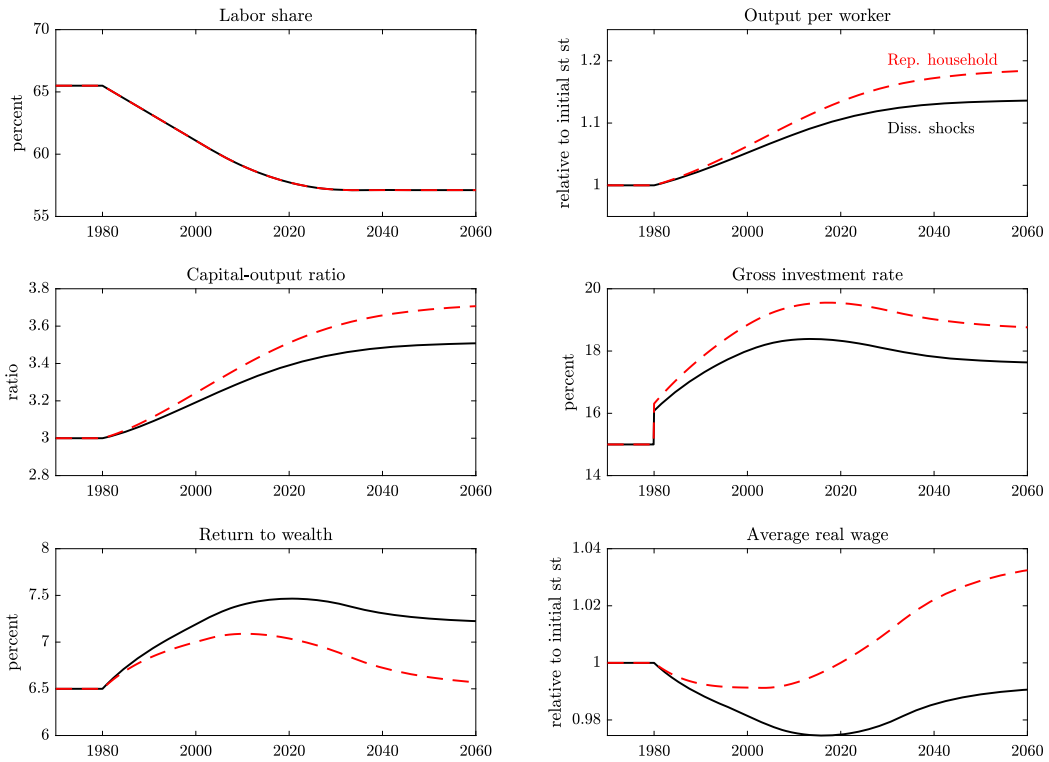 Labor share
percent
70
65
60
55
1980 2000 2020 2040 2060
Output per worker
relative to initial st st
1.2
1.1
1
Rep. household
Diss. shocks
1980 2000 2020 2040 2060
Capital-output ratio
ratio
3.8
3.6
3.4
3.2
3
2.8
1980 2000 2020 2040 2060
Gross investment rate
percent
20
18
16
14
1980 2000 2020 2040 2060
Return to wealth
percent
8
7.5
7
6.5
6
1980 2000 2020 2040 2060
Average real wage
relative to initial st st
1.04
1.02
1
0.98
1980 2000 2020 2040 2060